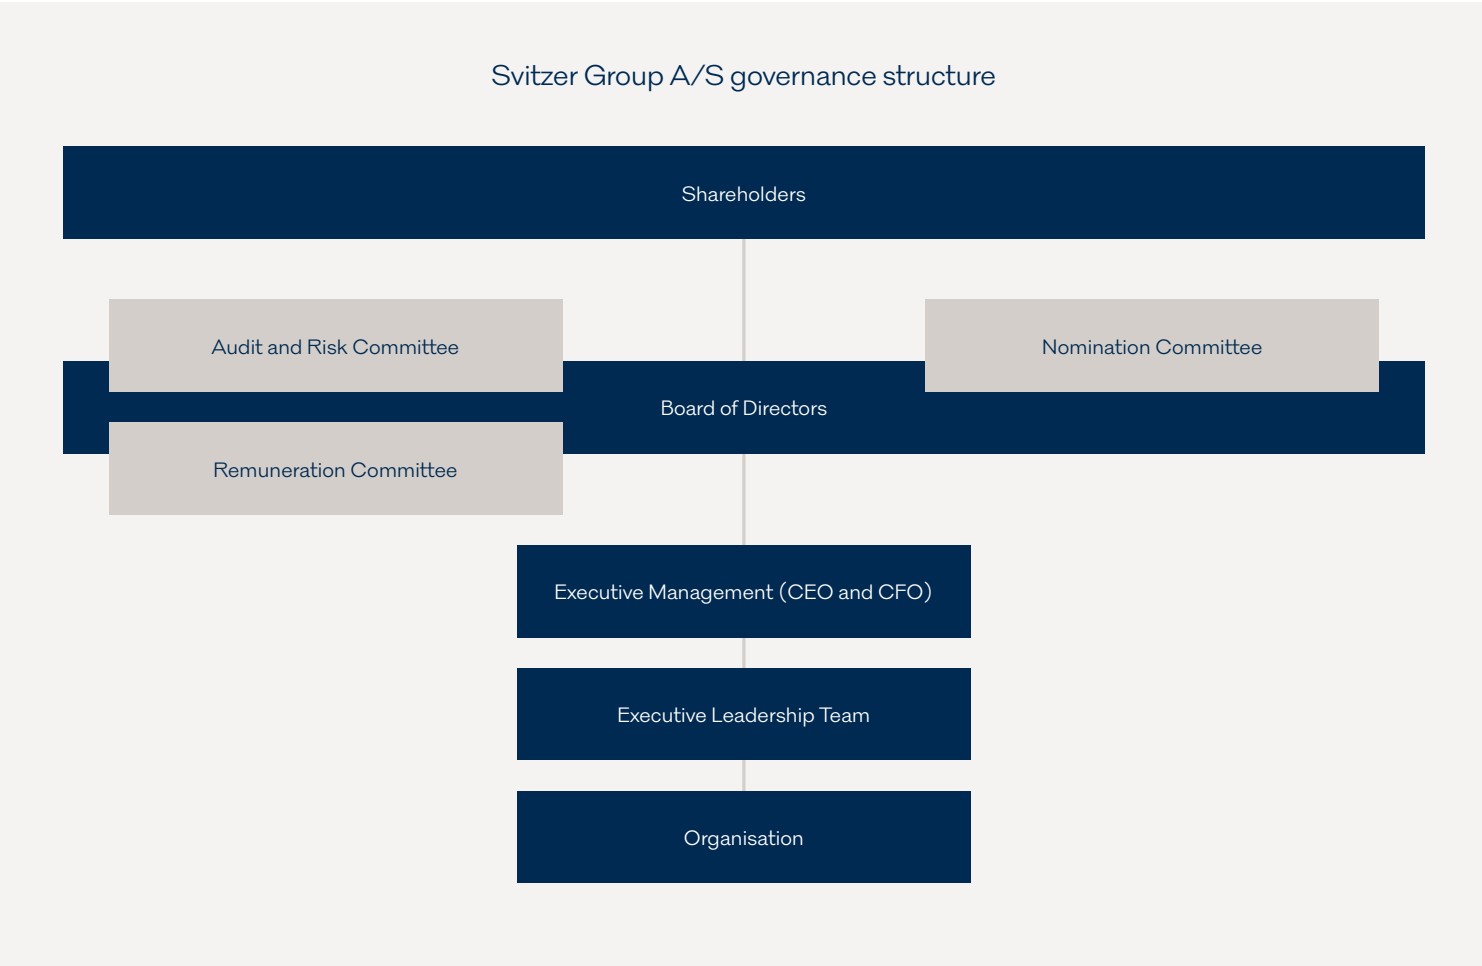 Svitzer Group A/S governance structure
Shareholders
Audit and Risk Committee
Nomination Committee
Board of Directors
Remuneration Committee
Executive Management (CEO and CFO)
Executive Leadership Team
Organisation